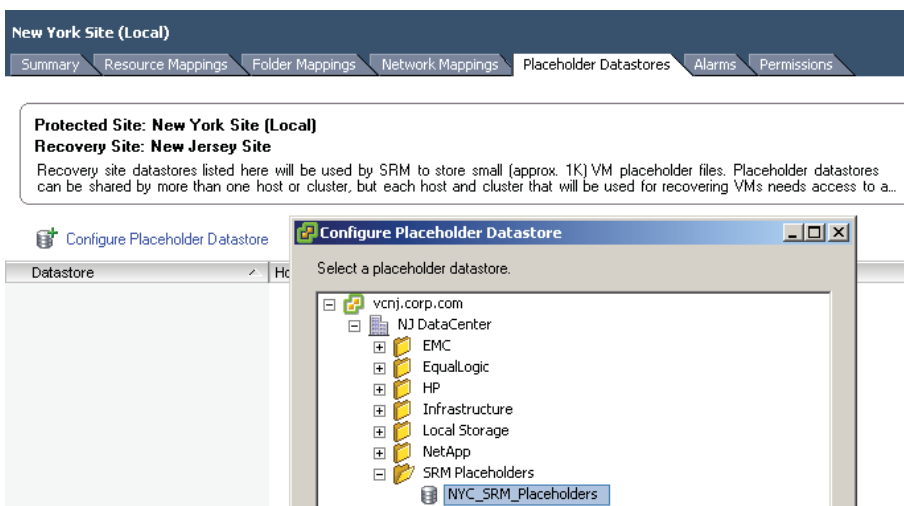 New York Site (Local)
Summary Resource Mappings Folder Mappings Network Mappings Placeholder Datastores Alarms Permissions
Protected Site: New York Site (Local)
Recovery Site: New Jersey Site
Recovery site datastores listed here will be used by SRM to store small (approx. 1K) VM placeholder files. Placeholder datastores
can be shared by more than one host or cluster, but each host and cluster that will be used for recovering VMs needs access to a...
Configure Placeholder Datastore
Datastore Ho
Configure Placeholder Datastore
Select a placeholder datastore.
vcnj.corp.com
NJ DataCenter
EMC
EqualLogic
HP
Infrastructure
Local Storage
NetApp
SRM Placeholders
NYC_SRM_Placeholders